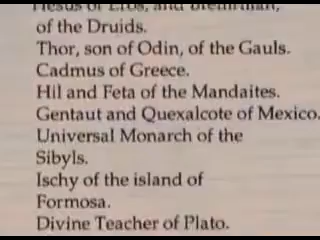 of the Druids.
Thor, son of Odin, of the Gauls.
Cadmus of Greece.
Hil and Feta of the Mandaites.
Gentaut and Quexalcote of Mexico.
Universal Monarch of the
Sibyls.
Ischy of the island of
Formosa.
Divine Teacher of Plato.